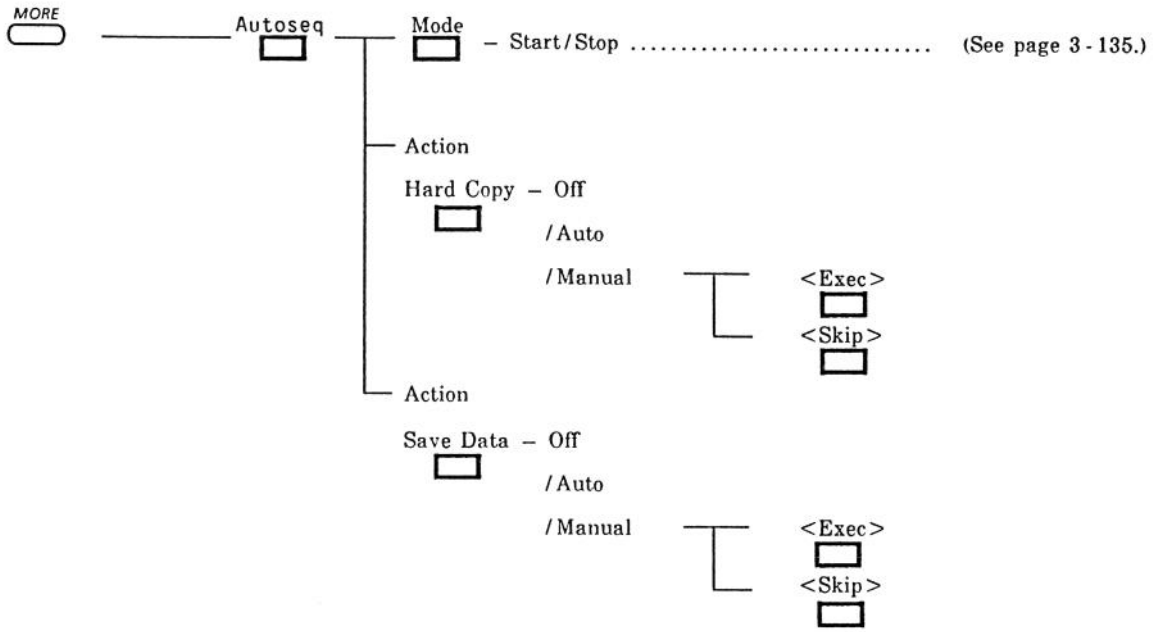 MORE
Autoseq Mode – Start/Stop .............................. (See page 3-135.)
Action
Hard Copy – Off
/Auto
/Manual <Exec>
<Skip>
Action
Save Data – Off
/Auto
/Manual <Exec>
<Skip>